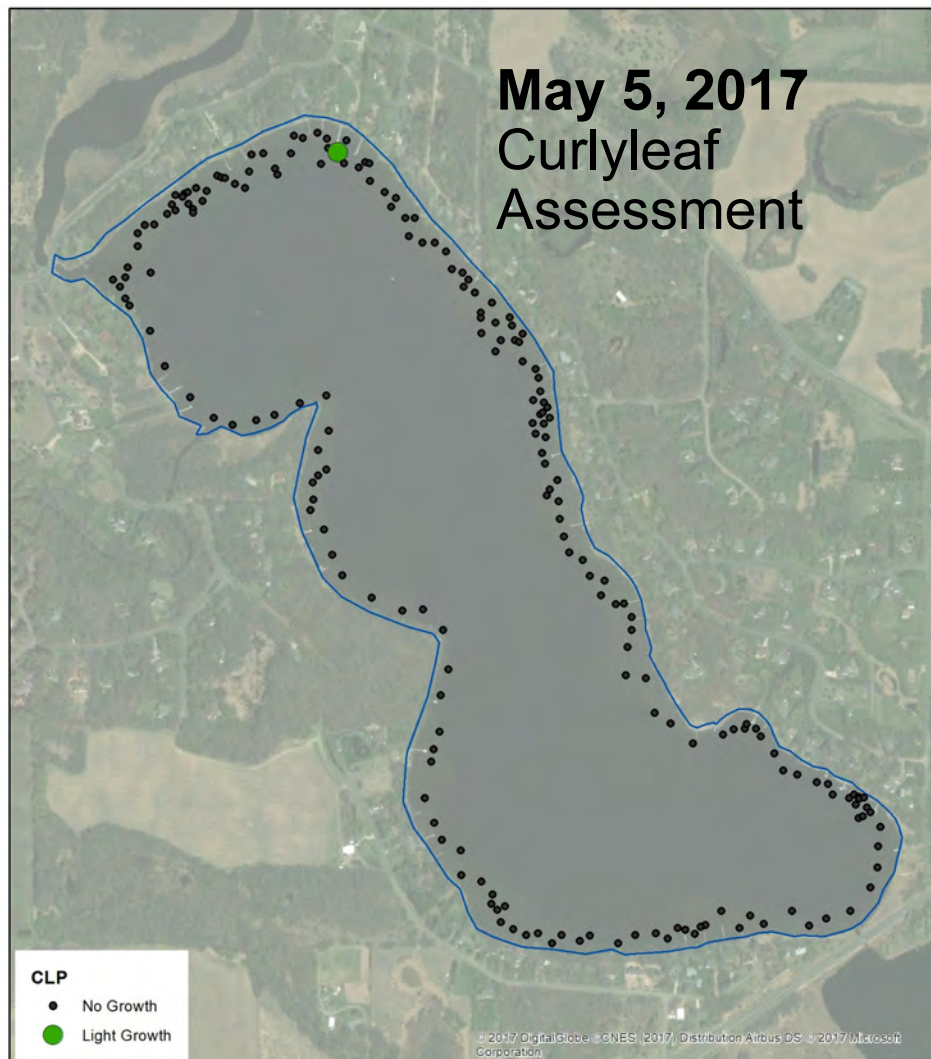 May 5, 2017
Curlyleaf
Assessment
CLP
No Growth
Light Growth
© 2017 DigitalGlobe ©CNES (2017) Distribution Airbus DS © 2017 Microsoft
Corporation